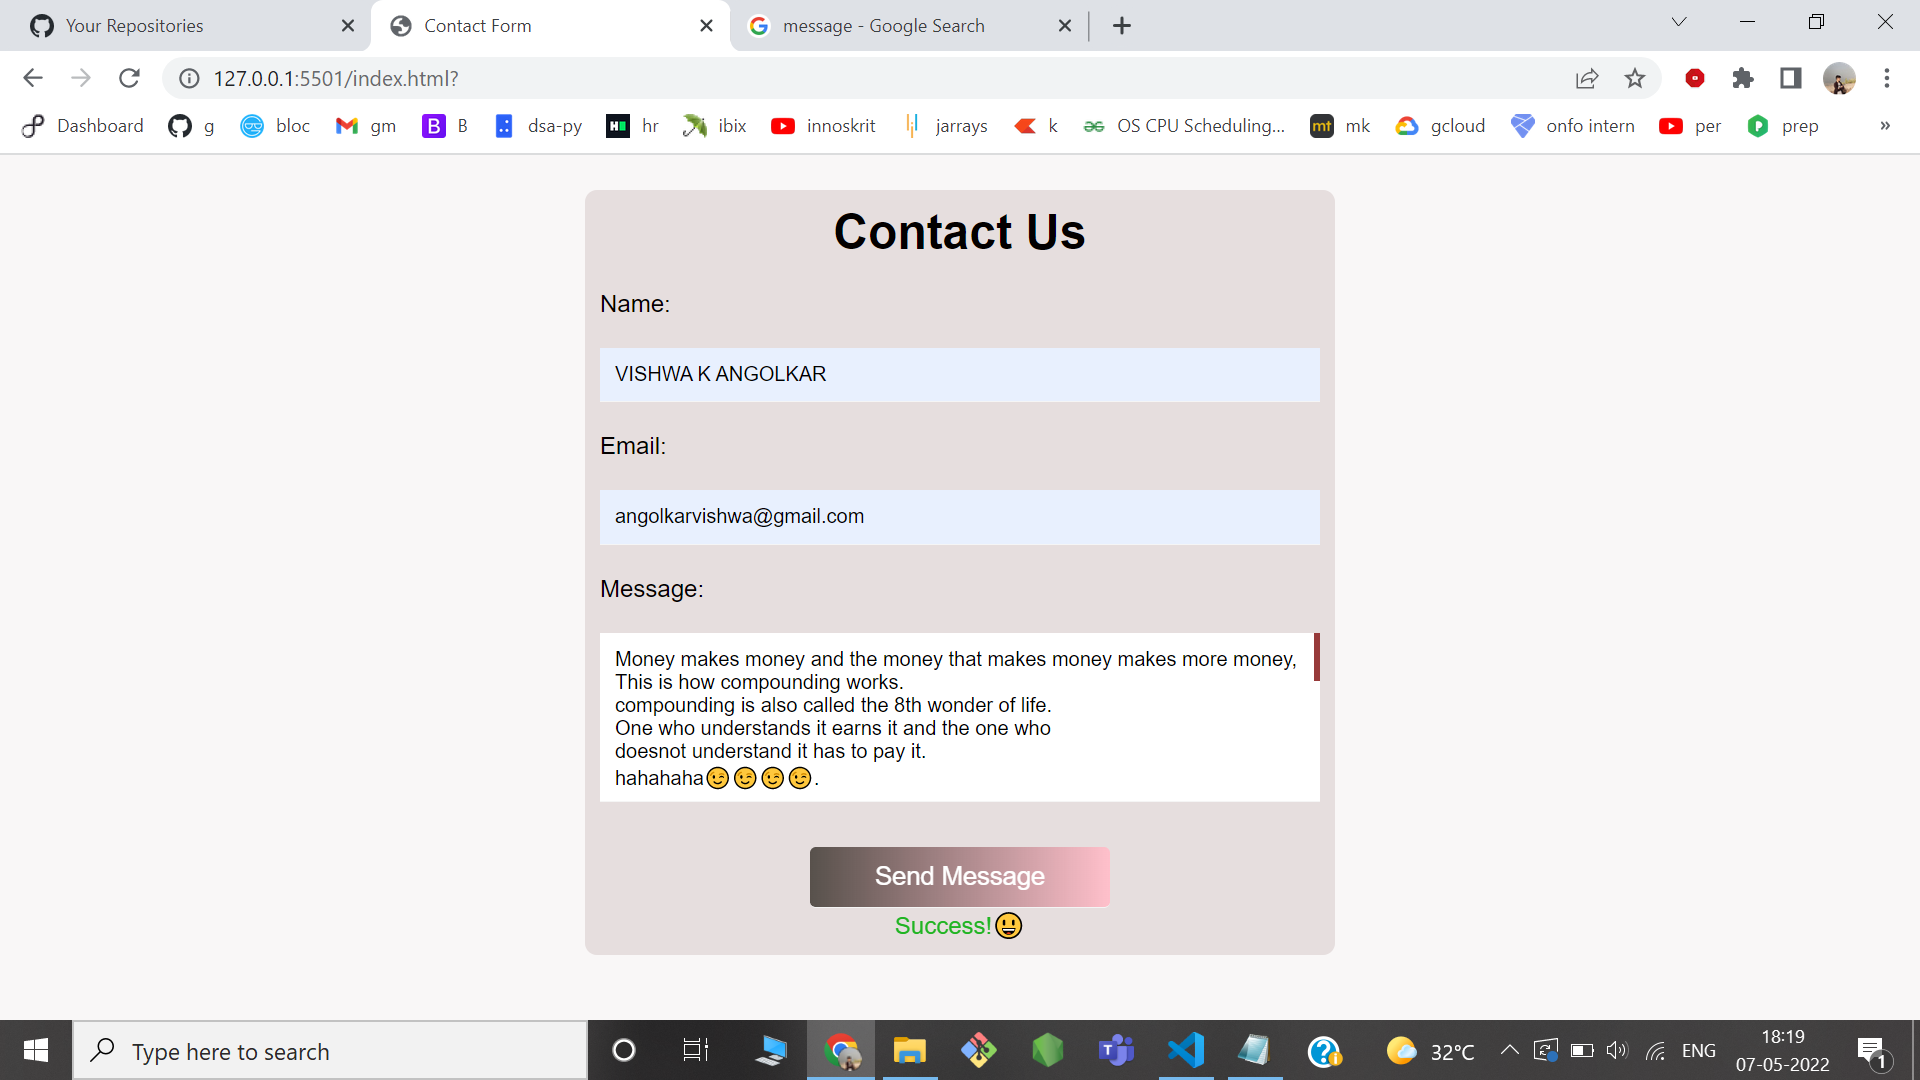 Your Repositories
Contact Form
message - Google Search
127.0.0.1:5501/index.html?
Dashboard
g
bloc
gm
B
B
dsa-py
hr
ibix
innoskrit
jarrays
k
OS CPU Scheduling...
mt
mk
gcloud
onfo intern
per
prep
»
Contact Us
Name:
VISHWA K ANGOLKAR
Email:
angolkarvishwa@gmail.com
Message:
Money makes money and the money that makes money makes more money,
This is how compounding works.
compounding is also called the 8th wonder of life.
One who understands it earns it and the one who
doesnot understand it has to pay it.
hahahaha😉😉😉😉.
Send Message
Success!😃
Type here to search
32°C
ENG
18:19
07-05-2022
1